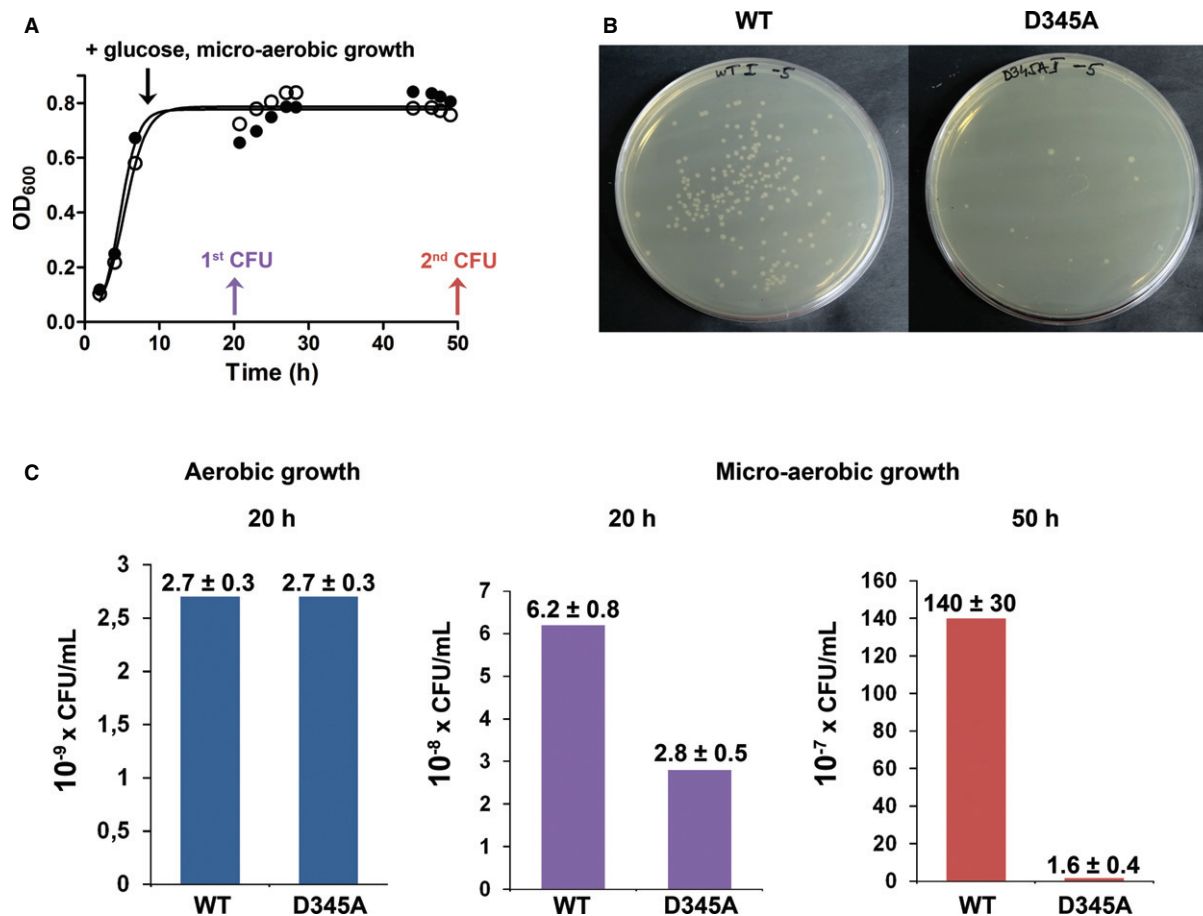 A
+ glucose, micro-aerobic growth
OD600
0.8
0.6
0.4
0.2
0.0
1st CFU
2nd CFU
0 10 20 30 40 50
Time (h)
B
WT D345A
WT I -5
D345A I -5
C
Aerobic growth
20 h
10-9 x CFU/mL
3
2,5
2
1,5
1
0,5
0
2.7 ± 0.3 2.7 ± 0.3
WT D345A
Micro-aerobic growth
20 h
10-8 x CFU/mL
7
6
5
4
3
2
1
0
6.2 ± 0.8
2.8 ± 0.5
WT D345A
50 h
10-7 x CFU/mL
160
140
120
100
80
60
40
20
0
140 ± 30
1.6 ± 0.4
WT D345A